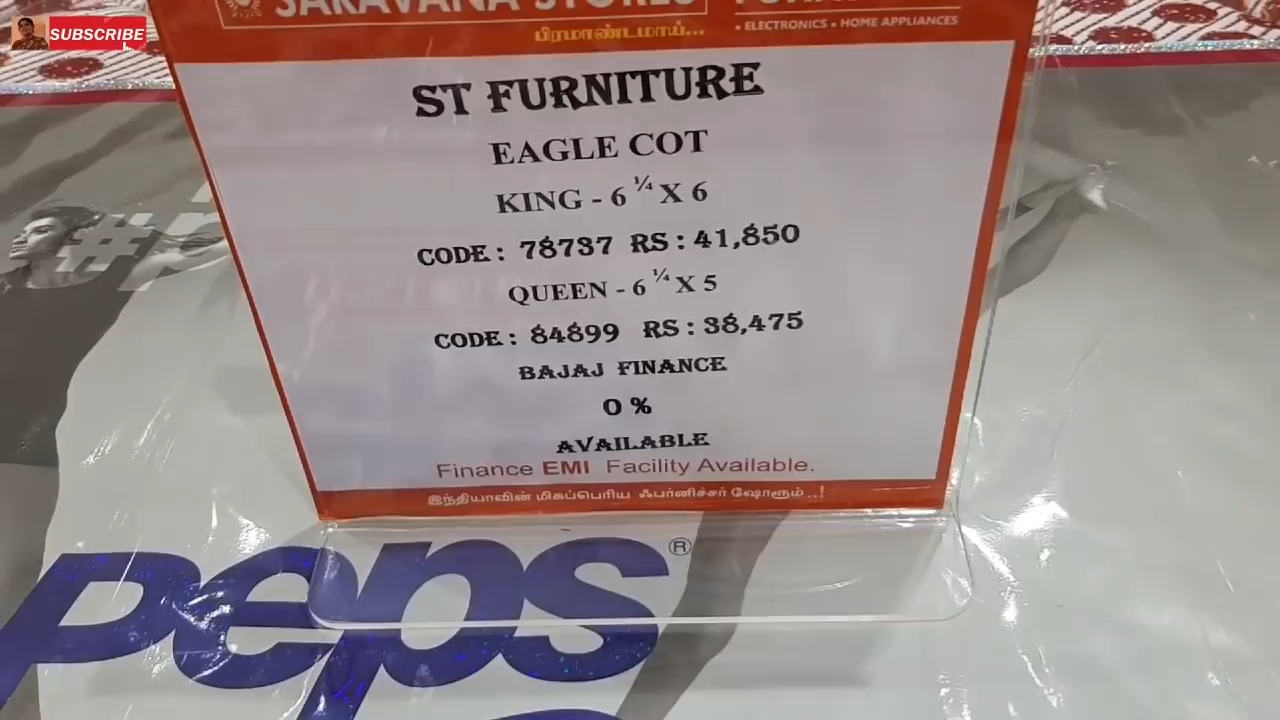 SUBSCRIBE
SARAVANA STORES
• ELECTRONICS • HOME APPLIANCES
பிரமாண்டமாய்...
ST FURNITURE
EAGLE COT
KING - 6 ¼ X 6
CODE : 78737 RS : 41,850
QUEEN - 6 ¼ X 5
CODE : 84899 RS : 38,475
BAJAJ FINANCE
0 %
AVAILABLE
Finance EMI Facility Available.
இந்தியாவின் மிகப்பெரிய ஃபர்னிச்சர் ஷோரூம் ..!
peps®